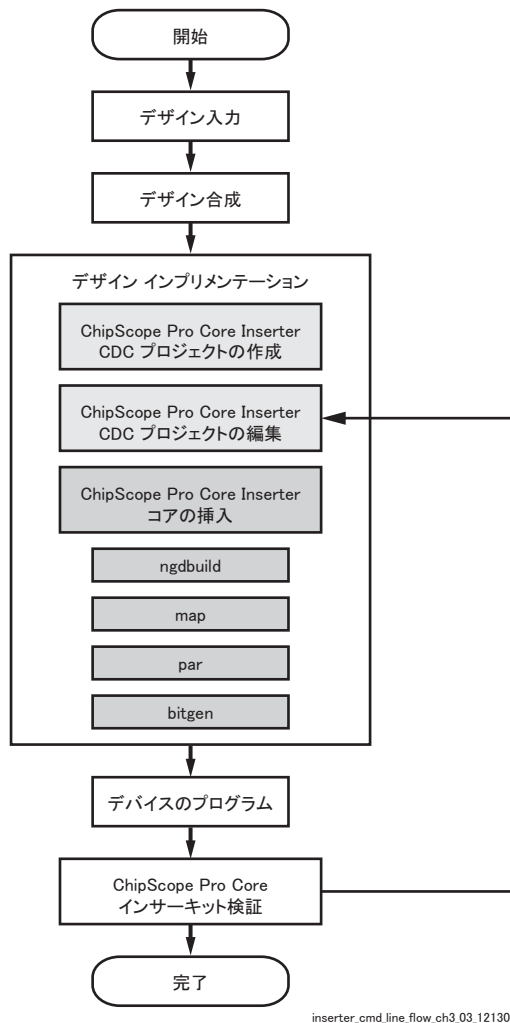 開始
デザイン入力
デザイン合成
デザイン インプリメンテーション
ChipScope Pro Core Inserter
CDC プロジェクトの作成
ChipScope Pro Core Inserter
CDC プロジェクトの編集
ChipScope Pro Core Inserter
コアの挿入
ngdbuild
map
par
bitgen
デバイスのプログラム
ChipScope Pro Core
インサーキット検証
完了
inserter_cmd_line_flow_ch3_03_12130